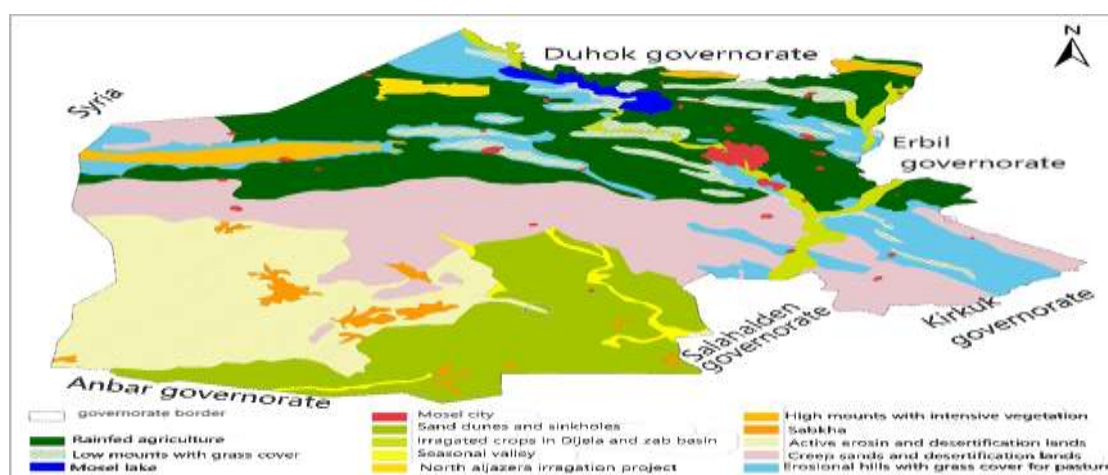 N
Duhok governorate
Syria
Erbil
governorate
Kirkuk
governorate
Salahalden
governorate
Anbar governorate
governorate border
Rainfed agriculture
Low mounts with grass cover
Mosel lake
Mosel city
Sand dunes and sinkholes
Irragated crops in Dijela and zab basin
Seasonal valley
North aljazera irragation project
High mounts with intensive vegetation
Sabkha
Active erosin and desertification lands
Creep sands and desertification lands
Erosional hills with grass cover for pasture